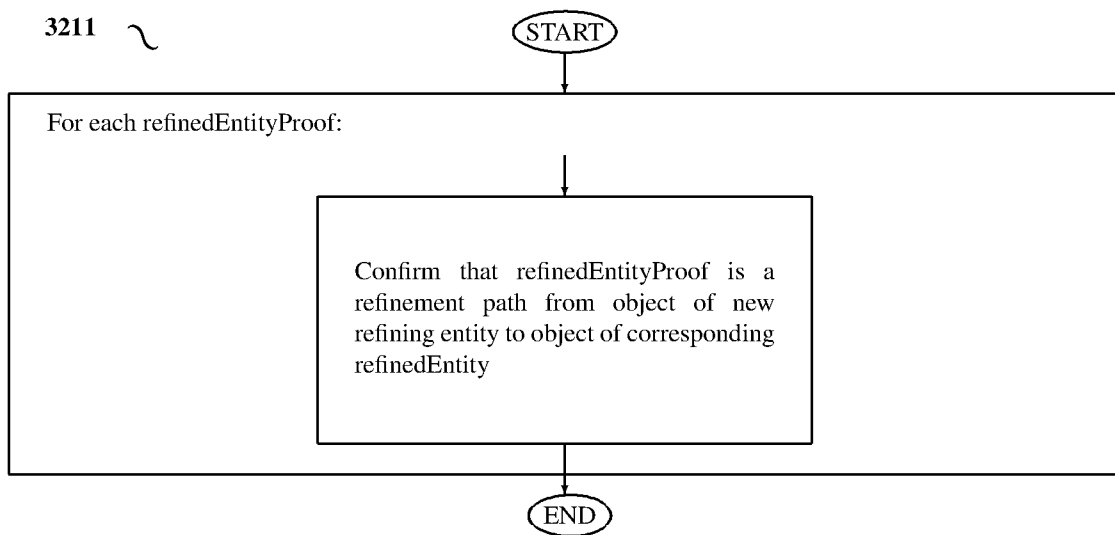 3211
START
For each refinedEntityProof:
Confirm that refinedEntityProof is a
refinement path from object of new
refining entity to object of corresponding
refinedEntity
END